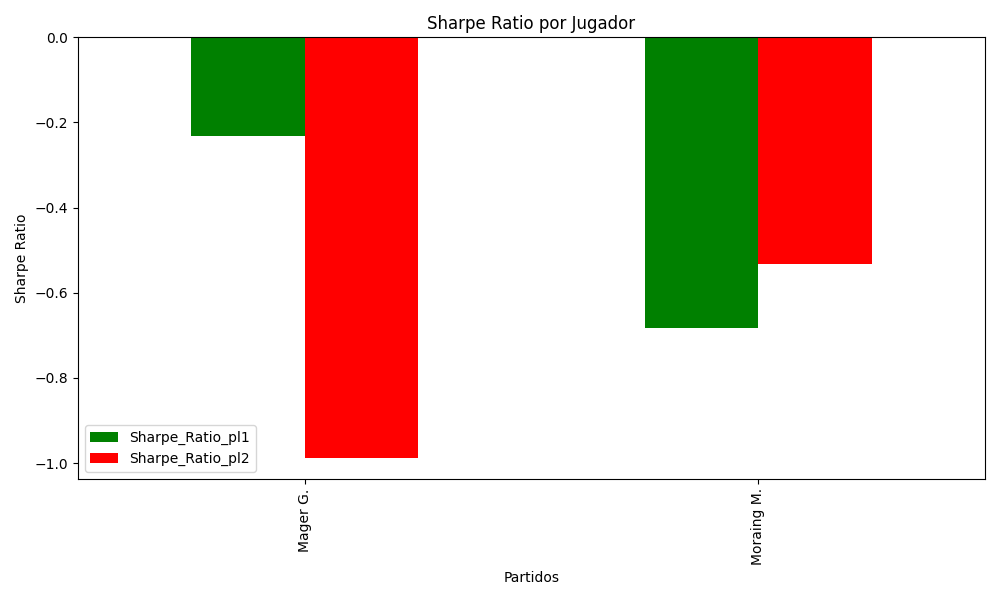 Sharpe Ratio por Jugador
Sharpe Ratio
0.0
−0.2
−0.4
−0.6
−0.8
−1.0
Sharpe_Ratio_pl1
Sharpe_Ratio_pl2
Mager G.
Moraing M.
Partidos